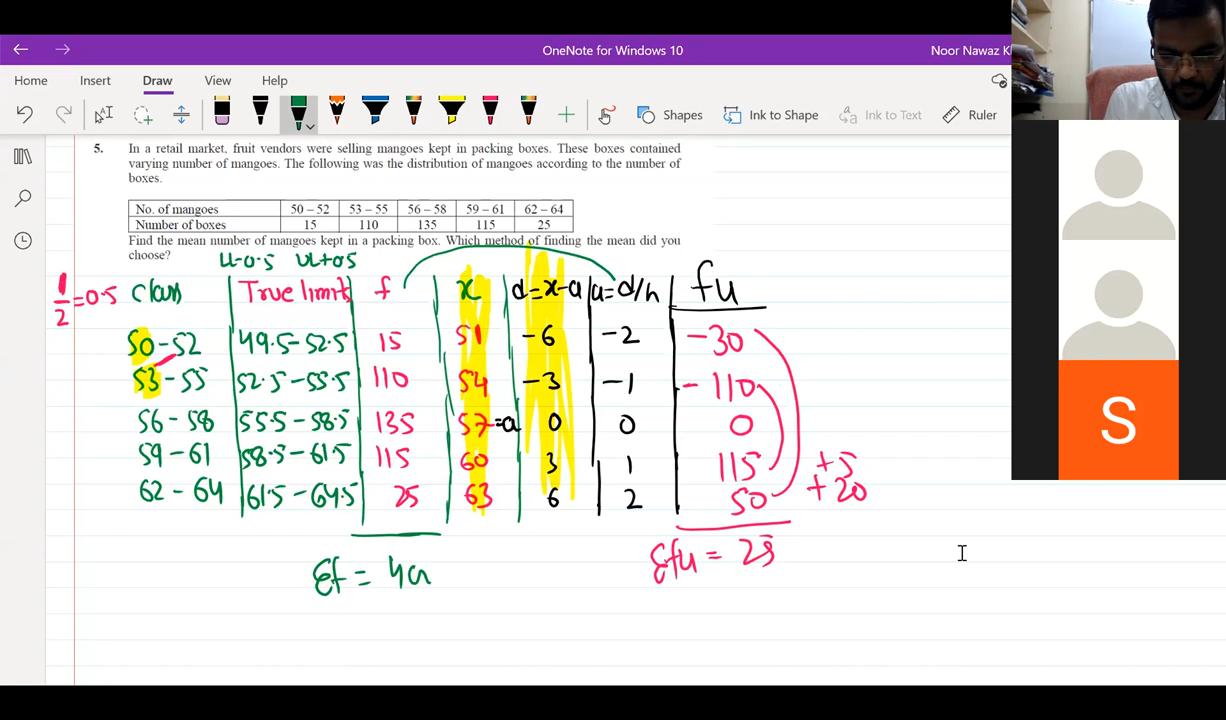 OneNote for Windows 10
Noor Nawaz K
Home Insert Draw View Help
Shapes Ink to Shape Ink to Text Ruler
5. In a retail market, fruit vendors were selling mangoes kept in packing boxes. These boxes contained
varying number of mangoes. The following was the distribution of mangoes according to the number of
boxes.
No. of mangoes 50 – 52 53 – 55 56 – 58 59 – 61 62 – 64
Number of boxes 15 110 135 115 25
Find the mean number of mangoes kept in a packing box. Which method of finding the mean did you
choose?
LL-0.5 UL+0.5
1/2 = 0.5 class True limits f x d=x-a u=d/h fu
50-52 49.5-52.5 15 51 -6 -2 -30
53-55 52.5-55.5 110 54 -3 -1 -110
56-58 55.5-58.5 135 57=a 0 0 0
59-61 58.5-61.5 115 60 3 1 115 +5
62-64 61.5-64.5 25 63 6 2 50 +20
Σfu = 25
Σf = 40
S